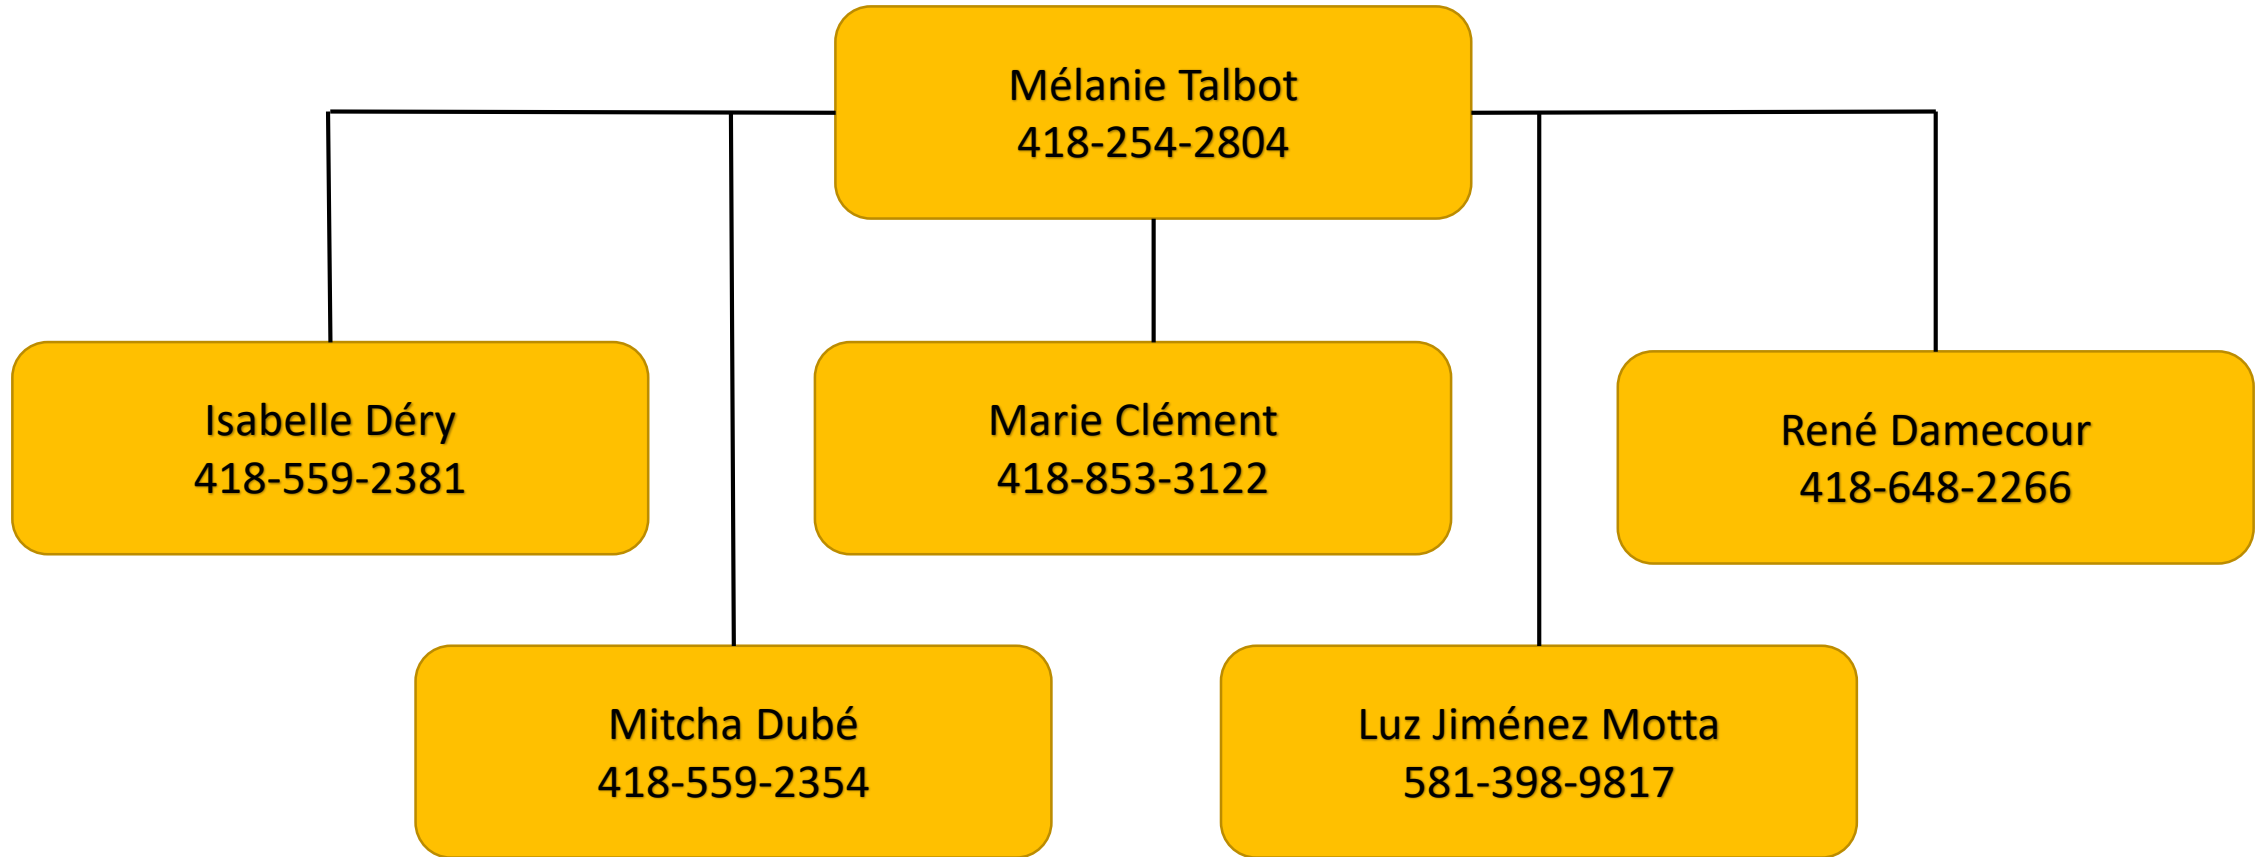 Mélanie Talbot
418-254-2804
Isabelle Déry
418-559-2381
Marie Clément
418-853-3122
René Damecour
418-648-2266
Mitcha Dubé
418-559-2354
Luz Jiménez Motta
581-398-9817